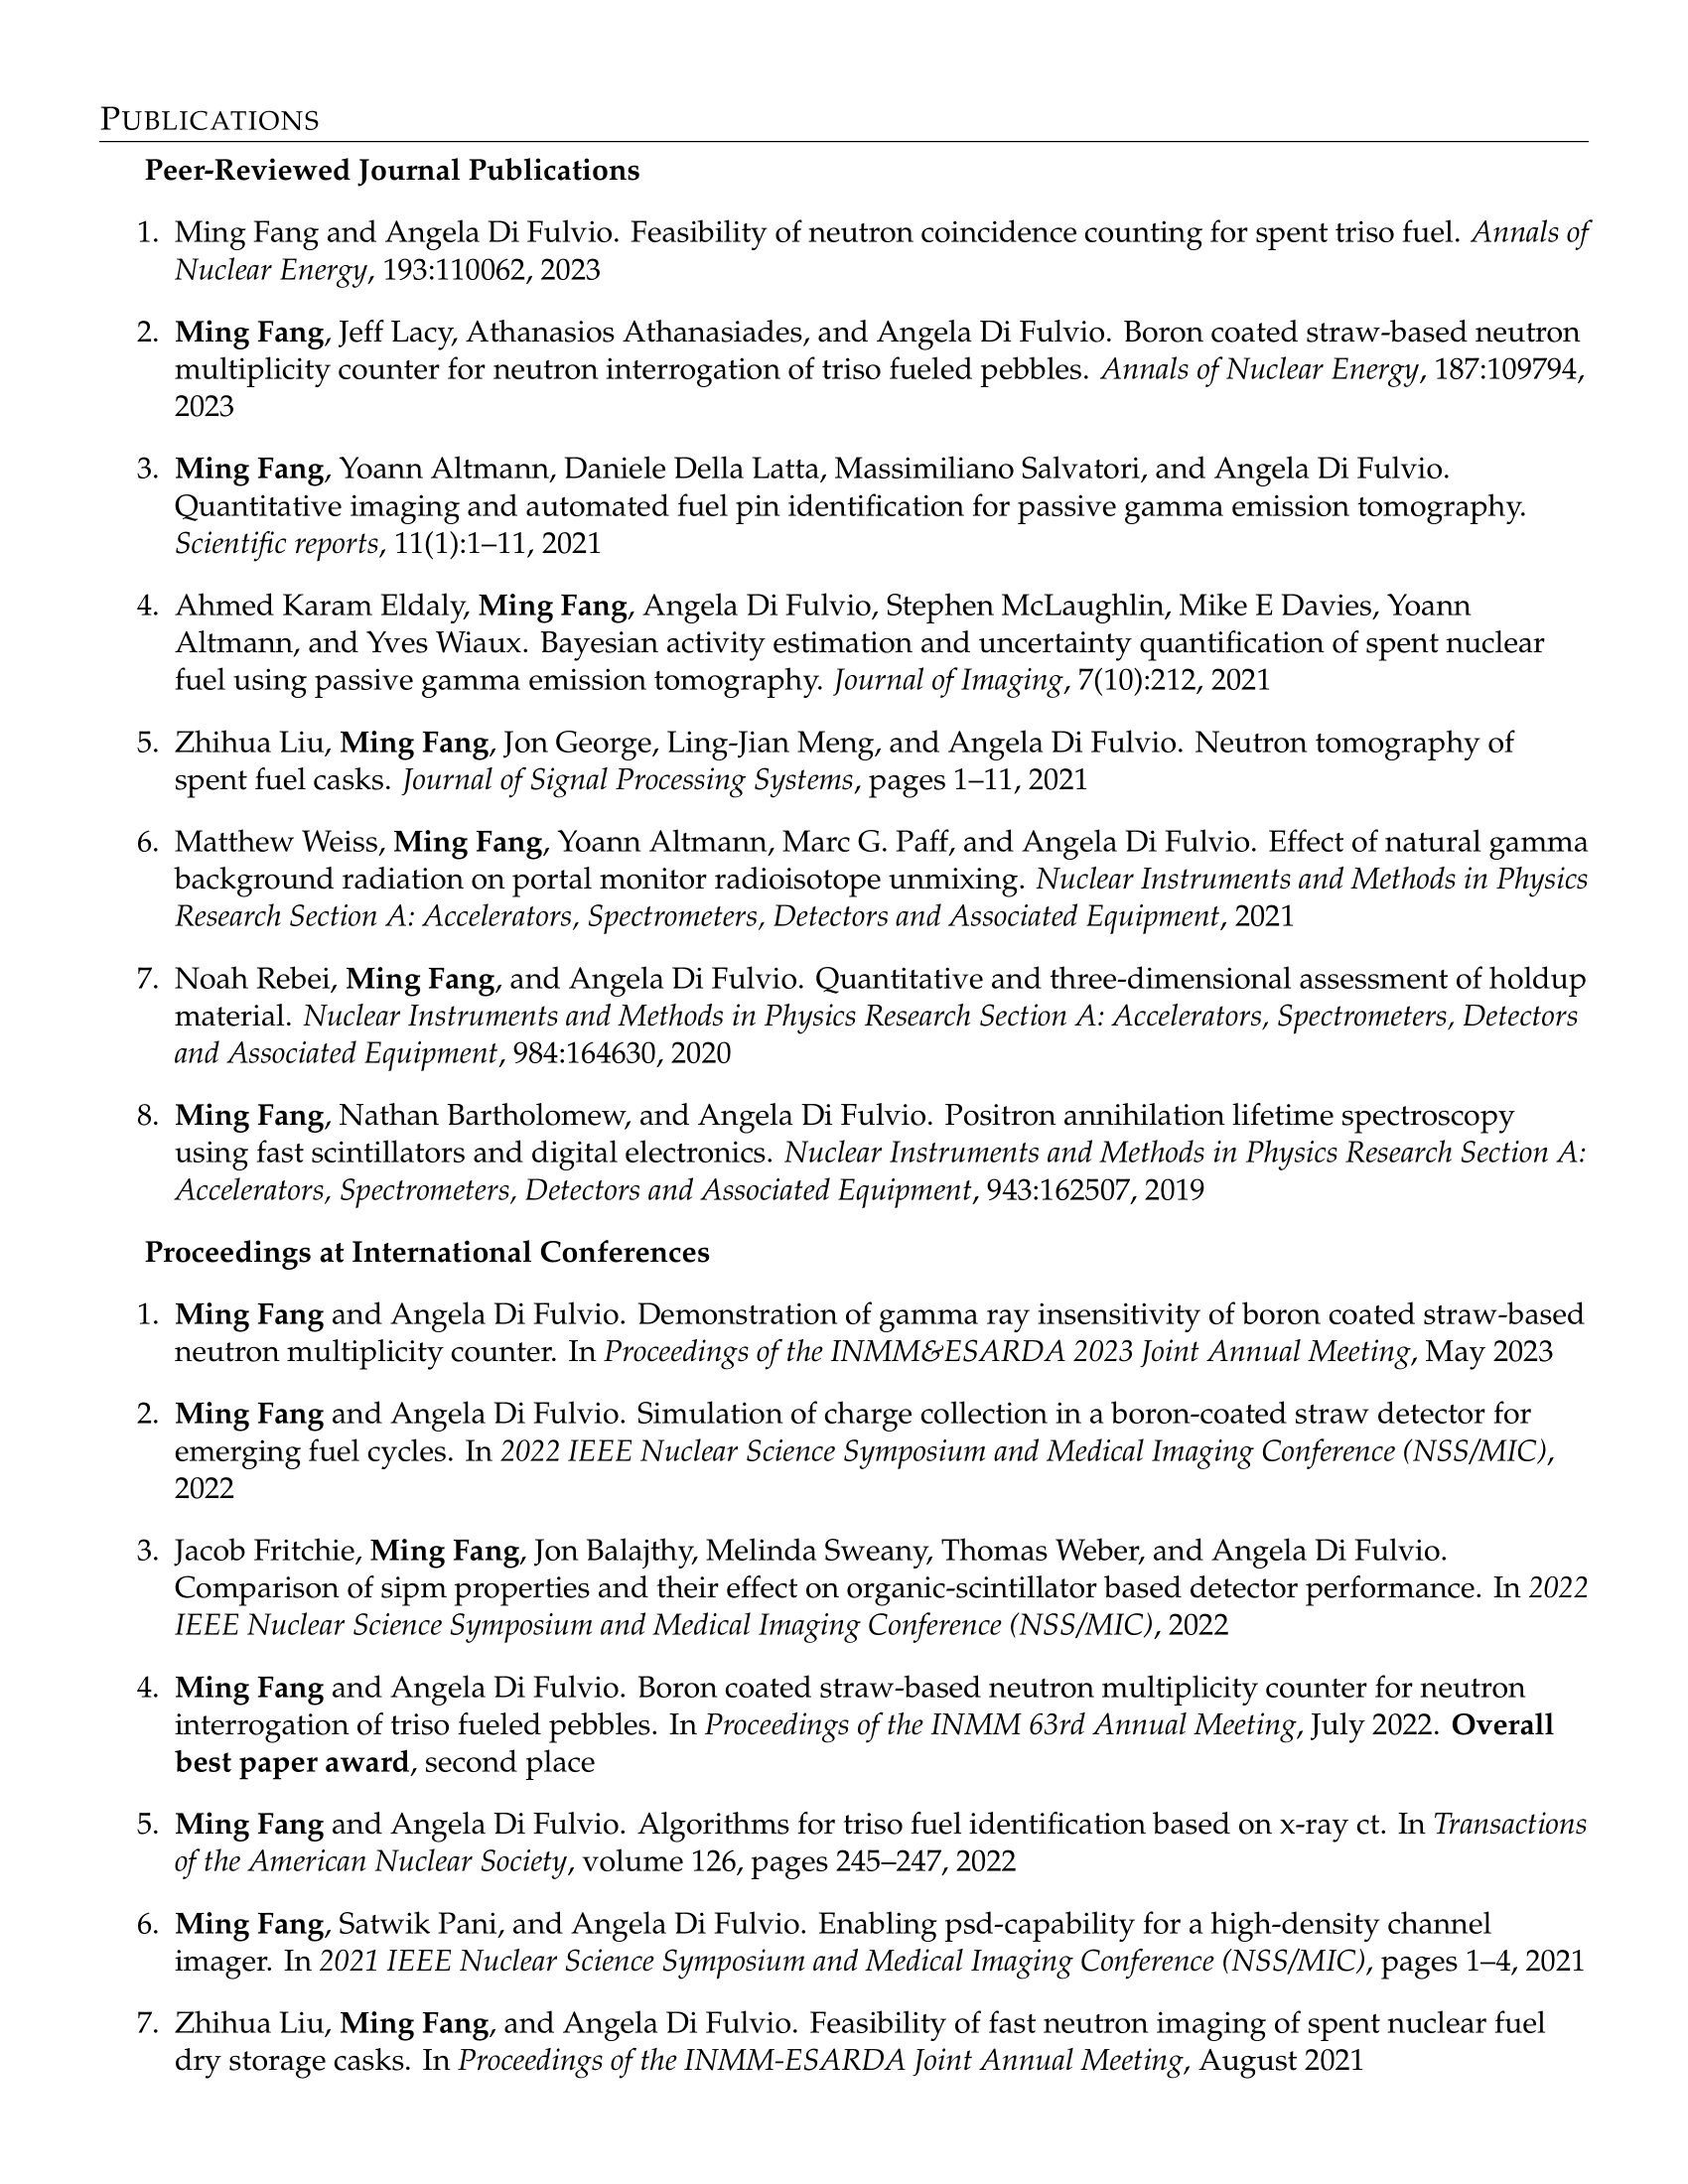 PUBLICATIONS
Peer-Reviewed Journal Publications
1. Ming Fang and Angela Di Fulvio. Feasibility of neutron coincidence counting for spent triso fuel. Annals of
Nuclear Energy, 193:110062, 2023
2. Ming Fang, Jeff Lacy, Athanasios Athanasiades, and Angela Di Fulvio. Boron coated straw-based neutron
multiplicity counter for neutron interrogation of triso fueled pebbles. Annals of Nuclear Energy, 187:109794,
2023
3. Ming Fang, Yoann Altmann, Daniele Della Latta, Massimiliano Salvatori, and Angela Di Fulvio.
Quantitative imaging and automated fuel pin identification for passive gamma emission tomography.
Scientific reports, 11(1):1–11, 2021
4. Ahmed Karam Eldaly, Ming Fang, Angela Di Fulvio, Stephen McLaughlin, Mike E Davies, Yoann
Altmann, and Yves Wiaux. Bayesian activity estimation and uncertainty quantification of spent nuclear
fuel using passive gamma emission tomography. Journal of Imaging, 7(10):212, 2021
5. Zhihua Liu, Ming Fang, Jon George, Ling-Jian Meng, and Angela Di Fulvio. Neutron tomography of
spent fuel casks. Journal of Signal Processing Systems, pages 1–11, 2021
6. Matthew Weiss, Ming Fang, Yoann Altmann, Marc G. Paff, and Angela Di Fulvio. Effect of natural gamma
background radiation on portal monitor radioisotope unmixing. Nuclear Instruments and Methods in Physics
Research Section A: Accelerators, Spectrometers, Detectors and Associated Equipment, 2021
7. Noah Rebei, Ming Fang, and Angela Di Fulvio. Quantitative and three-dimensional assessment of holdup
material. Nuclear Instruments and Methods in Physics Research Section A: Accelerators, Spectrometers, Detectors
and Associated Equipment, 984:164630, 2020
8. Ming Fang, Nathan Bartholomew, and Angela Di Fulvio. Positron annihilation lifetime spectroscopy
using fast scintillators and digital electronics. Nuclear Instruments and Methods in Physics Research Section A:
Accelerators, Spectrometers, Detectors and Associated Equipment, 943:162507, 2019
Proceedings at International Conferences
1. Ming Fang and Angela Di Fulvio. Demonstration of gamma ray insensitivity of boron coated straw-based
neutron multiplicity counter. In Proceedings of the INMM&ESARDA 2023 Joint Annual Meeting, May 2023
2. Ming Fang and Angela Di Fulvio. Simulation of charge collection in a boron-coated straw detector for
emerging fuel cycles. In 2022 IEEE Nuclear Science Symposium and Medical Imaging Conference (NSS/MIC),
2022
3. Jacob Fritchie, Ming Fang, Jon Balajthy, Melinda Sweany, Thomas Weber, and Angela Di Fulvio.
Comparison of sipm properties and their effect on organic-scintillator based detector performance. In 2022
IEEE Nuclear Science Symposium and Medical Imaging Conference (NSS/MIC), 2022
4. Ming Fang and Angela Di Fulvio. Boron coated straw-based neutron multiplicity counter for neutron
interrogation of triso fueled pebbles. In Proceedings of the INMM 63rd Annual Meeting, July 2022. Overall
best paper award, second place
5. Ming Fang and Angela Di Fulvio. Algorithms for triso fuel identification based on x-ray ct. In Transactions
of the American Nuclear Society, volume 126, pages 245–247, 2022
6. Ming Fang, Satwik Pani, and Angela Di Fulvio. Enabling psd-capability for a high-density channel
imager. In 2021 IEEE Nuclear Science Symposium and Medical Imaging Conference (NSS/MIC), pages 1–4, 2021
7. Zhihua Liu, Ming Fang, and Angela Di Fulvio. Feasibility of fast neutron imaging of spent nuclear fuel
dry storage casks. In Proceedings of the INMM-ESARDA Joint Annual Meeting, August 2021